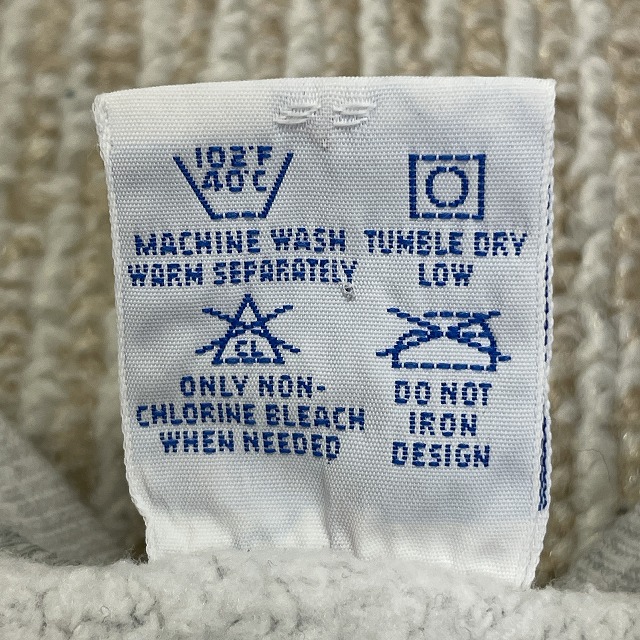 102°F
40°C
MACHINE WASH
WARM SEPARATELY
TUMBLE DRY
LOW
CL
ONLY NON-
CHLORINE BLEACH
WHEN NEEDED
DO NOT
IRON
DESIGN